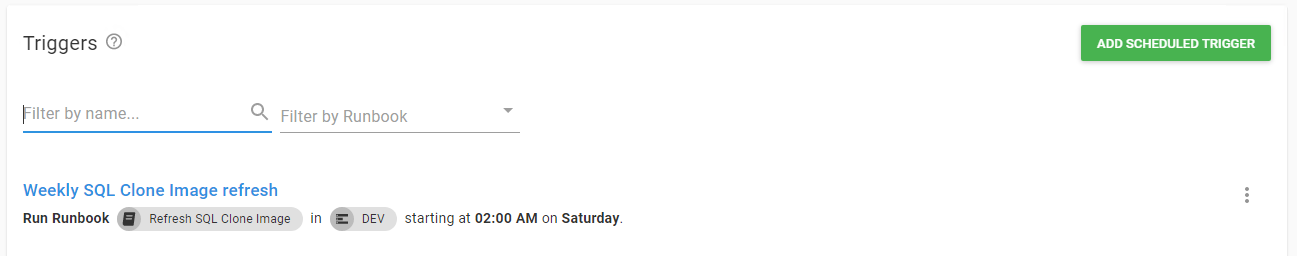 Triggers
ADD SCHEDULED TRIGGER
Filter by name...
Filter by Runbook
Weekly SQL Clone Image refresh
Run Runbook Refresh SQL Clone Image in DEV starting at 02:00 AM on Saturday.